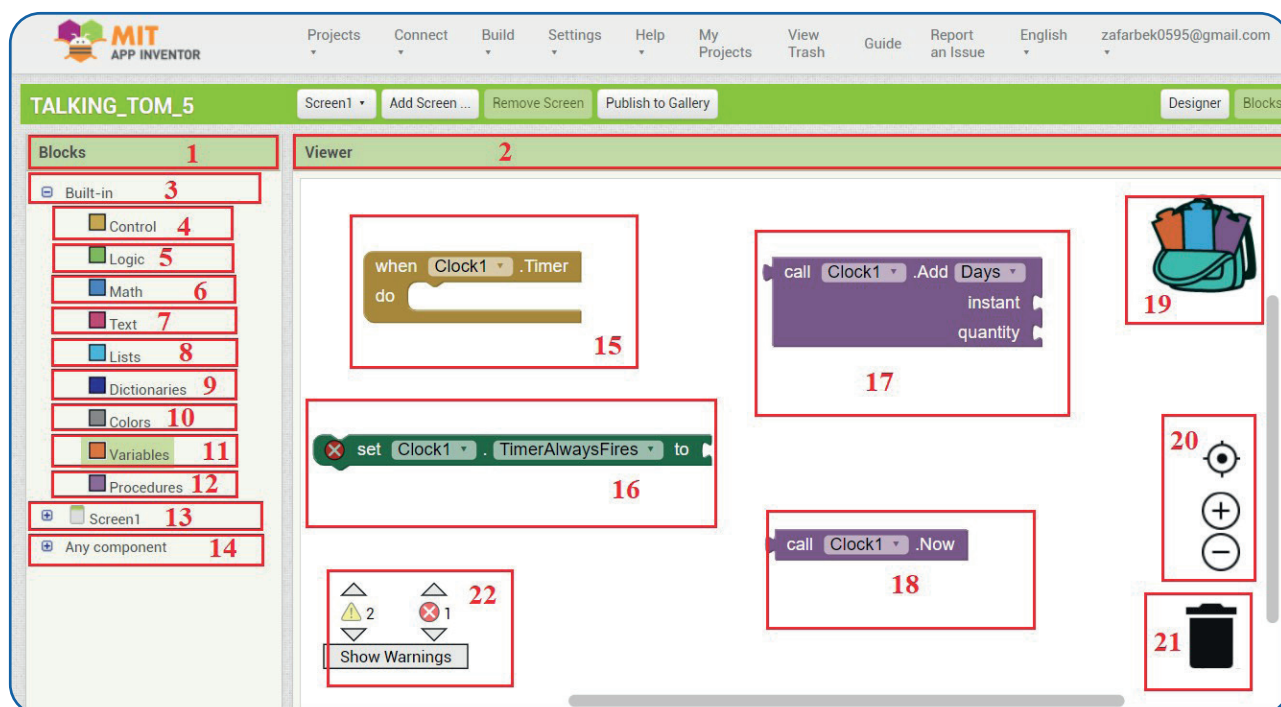 MIT
APP INVENTOR
Projects Connect Build Settings Help My Projects View Trash Guide Report an Issue English zafarbek0595@gmail.com
TALKING_TOM_5 Screen1 Add Screen ... Remove Screen Publish to Gallery Designer Blocks
Blocks 1 Viewer 2
Built-in 3
Control 4
Logic 5
Math 6
Text 7
Lists 8
Dictionaries 9
Colors 10
Variables 11
Procedures 12
Screen1 13
Any component 14
when Clock1 .Timer
do
15
set Clock1 . TimerAlwaysFires to
16
call Clock1 .Add Days
instant
quantity
17
call Clock1 .Now
18
19
20
21
22
2 1
Show Warnings